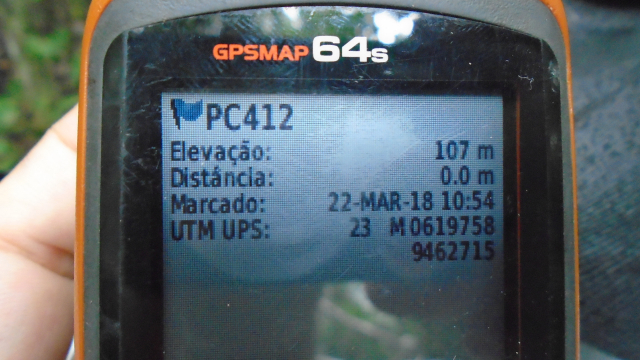 GPSMAP 64s
PC412
Elevação: 107 m
Distância: 0.0 m
Marcado: 22-MAR-18 10:54
UTM UPS: 23 M 0619758
9462715